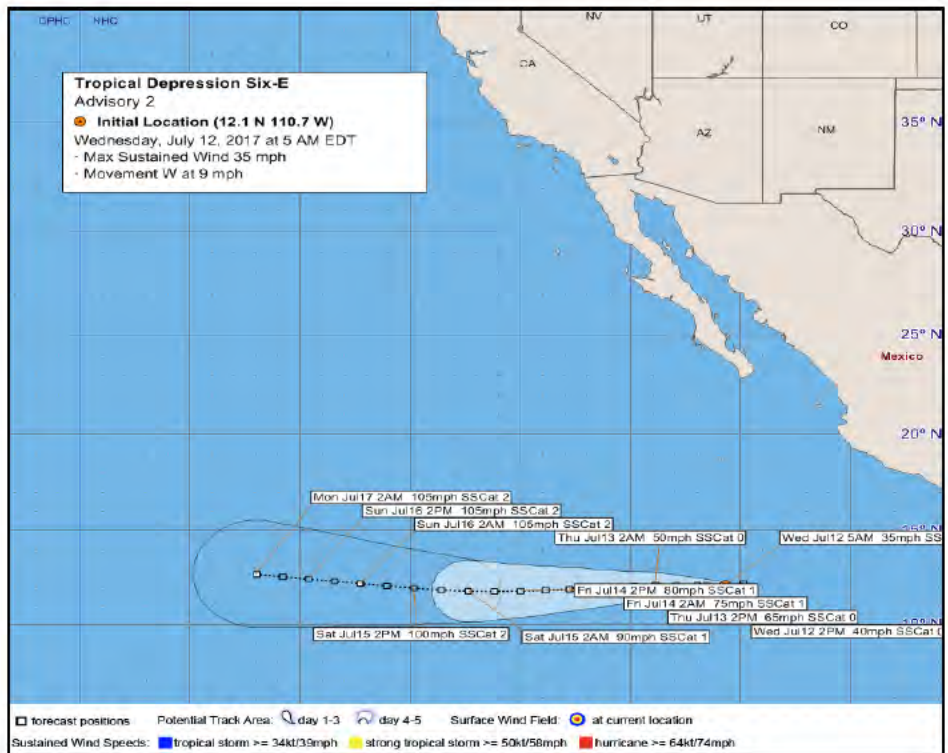 CPHC NHC
NV
UT
CO
CA
AZ
NM
Tropical Depression Six-E
Advisory 2
Initial Location (12.1 N 110.7 W)
Wednesday, July 12, 2017 at 5 AM EDT
· Max Sustained Wind 35 mph
· Movement W at 9 mph
35° N
30° N
25° N
Mexico
20° N
Mon Jul17 2AM 105mph SSCat 2
Sun Jul16 2PM 105mph SSCat 2
Sun Jul16 2AM 105mph SSCat 2
Thu Jul13 2AM 50mph SSCat 0
Wed Jul12 5AM 35mph SS
Fri Jul14 2PM 80mph SSCat 1
Fri Jul14 2AM 75mph SSCat 1
Thu Jul13 2PM 65mph SSCat 0
Sat Jul15 2PM 100mph SSCat 2
Sat Jul15 2AM 90mph SSCat 1
Wed Jul12 2PM 40mph SSCat 0
forecast positions Potential Track Area: day 1-3 day 4-5 Surface Wind Field: at current location
Sustained Wind Speeds: tropical storm >= 34kt/39mph strong tropical storm >= 50kt/58mph hurricane >= 64kt/74mph